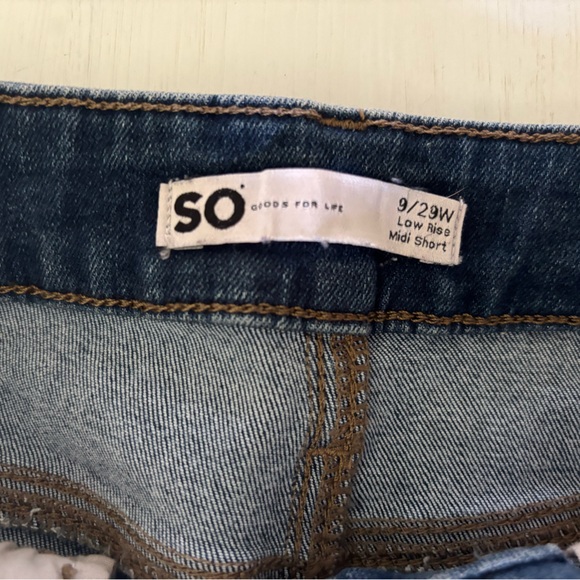 SO GOODS FOR LIFE
9/29W
Low Rise
Midi Short